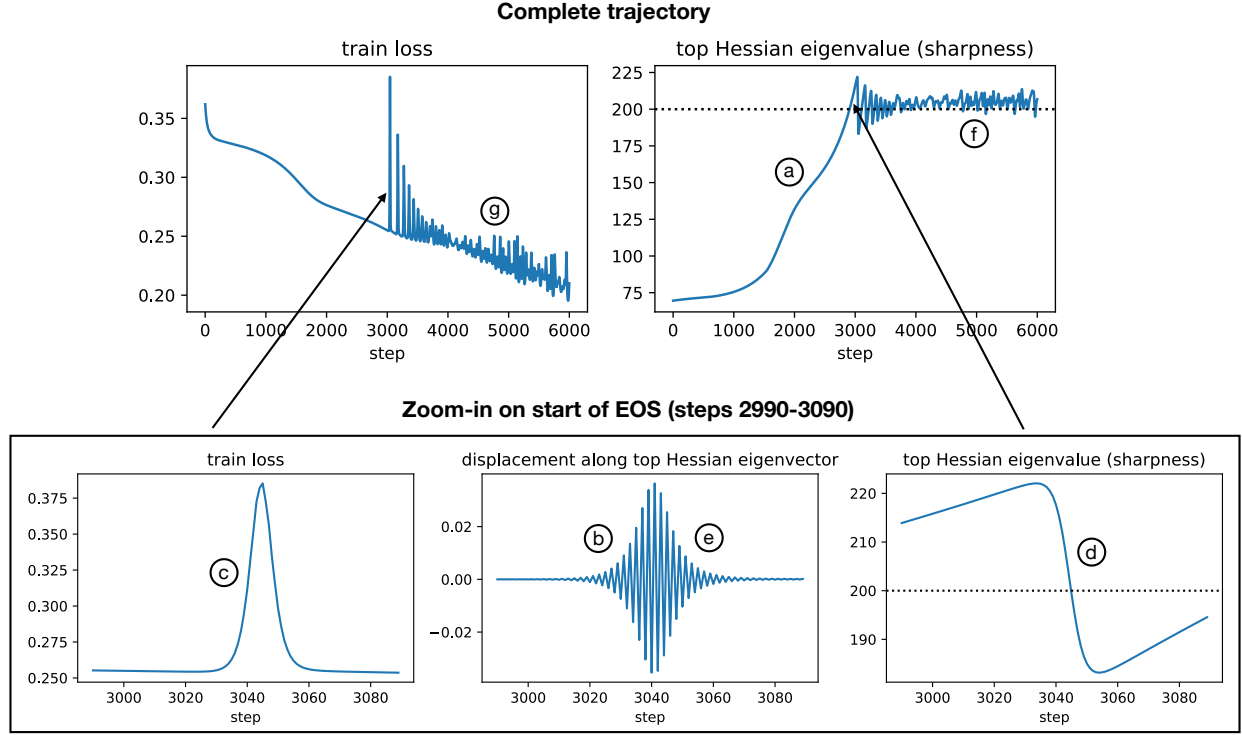 Complete trajectory
train loss
0.35
0.30
0.25
0.20
g
0 1000 2000 3000 4000 5000 6000
step
top Hessian eigenvalue (sharpness)
225
200
175
150
125
100
75
a
f
0 1000 2000 3000 4000 5000 6000
step
Zoom-in on start of EOS (steps 2990-3090)
train loss
0.375
0.350
0.325
0.300
0.275
0.250
c
3000 3020 3040 3060 3080
step
displacement along top Hessian eigenvector
0.02
0.00
−0.02
b
e
3000 3020 3040 3060 3080
step
top Hessian eigenvalue (sharpness)
220
210
200
190
d
3000 3020 3040 3060 3080
step